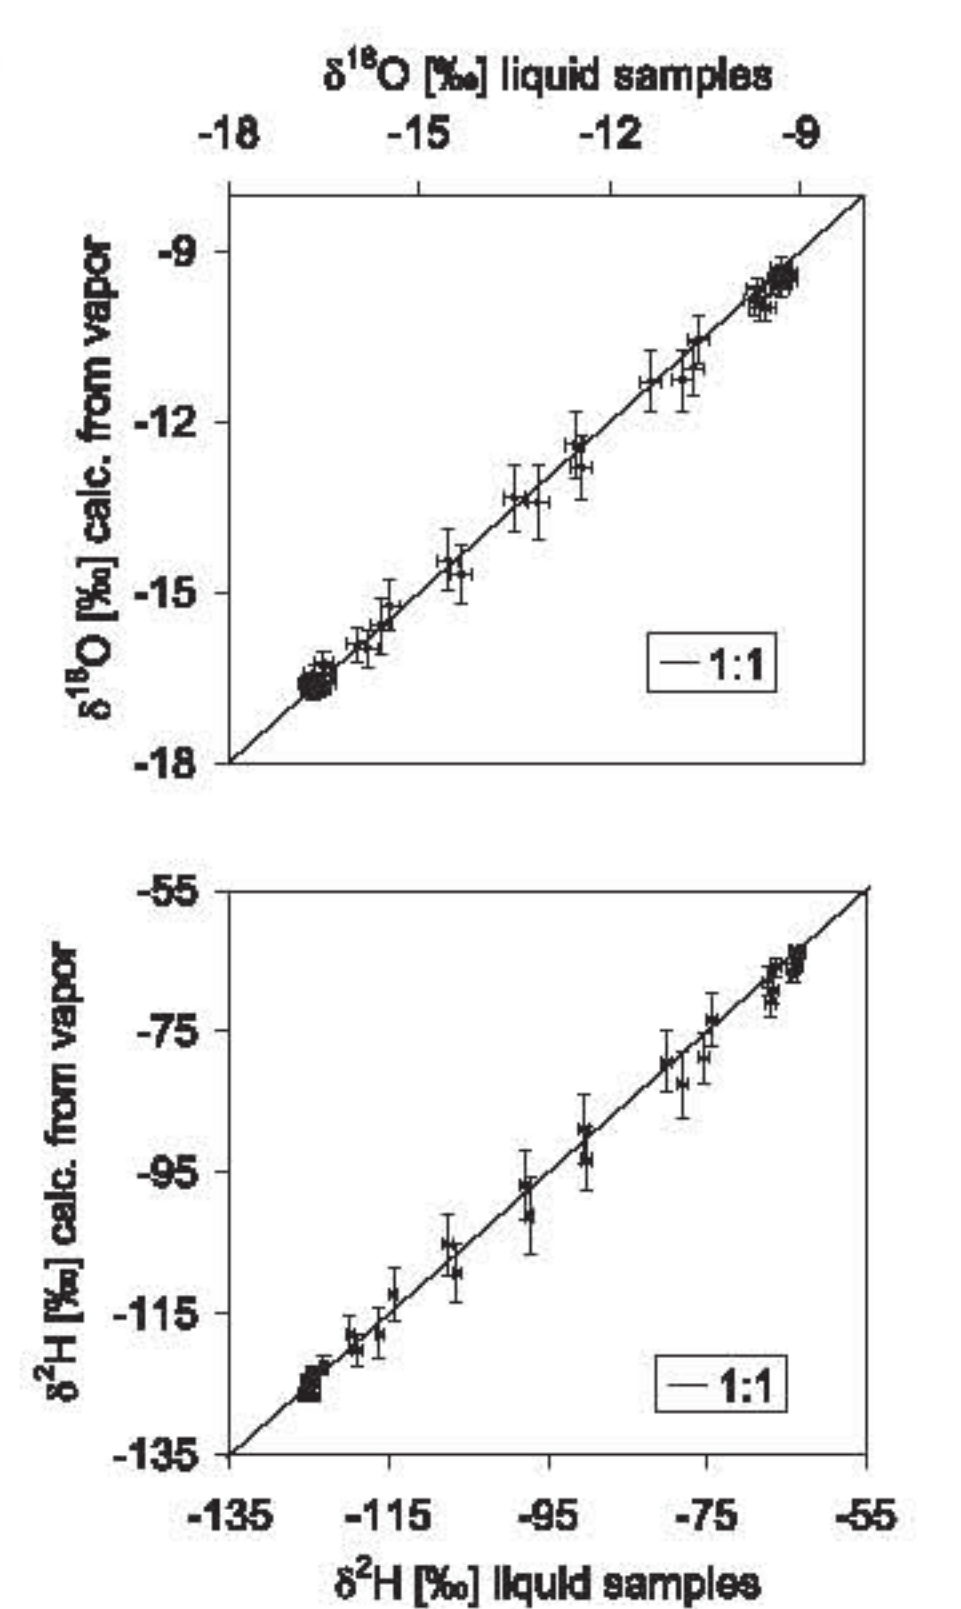 δ¹⁸O [‰] liquid samples
-18 -15 -12 -9
δ¹⁸O [‰] calc. from vapor
-9
-12
-15
-18
1:1
δ²H [‰] calc. from vapor
-55
-75
-95
-115
-135
1:1
-135 -115 -95 -75 -55
δ²H [‰] liquid samples